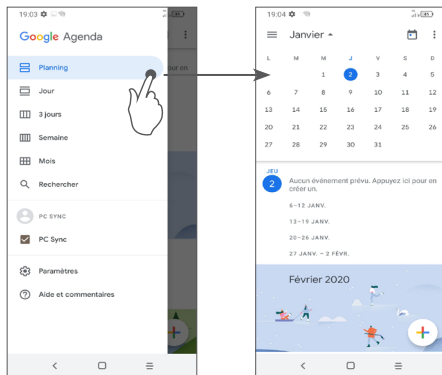 19:03
Google Agenda
Planning
Jour
3 jours
Semaine
Mois
Rechercher
PC SYNC
PC Sync
Paramètres
Aide et commentaires
our en
19:04
Janvier
L M M J V S D
1 2 3 4 5
6 7 8 9 10 11 12
13 14 15 16 17 18 19
20 21 22 23 24 25 26
27 28 29 30 31
JEU
2
Aucun événement prévu. Appuyez ici pour en
créer un.
6–12 JANV.
13–19 JANV.
20–26 JANV.
27 JANV. – 2 FÉVR.
Février 2020